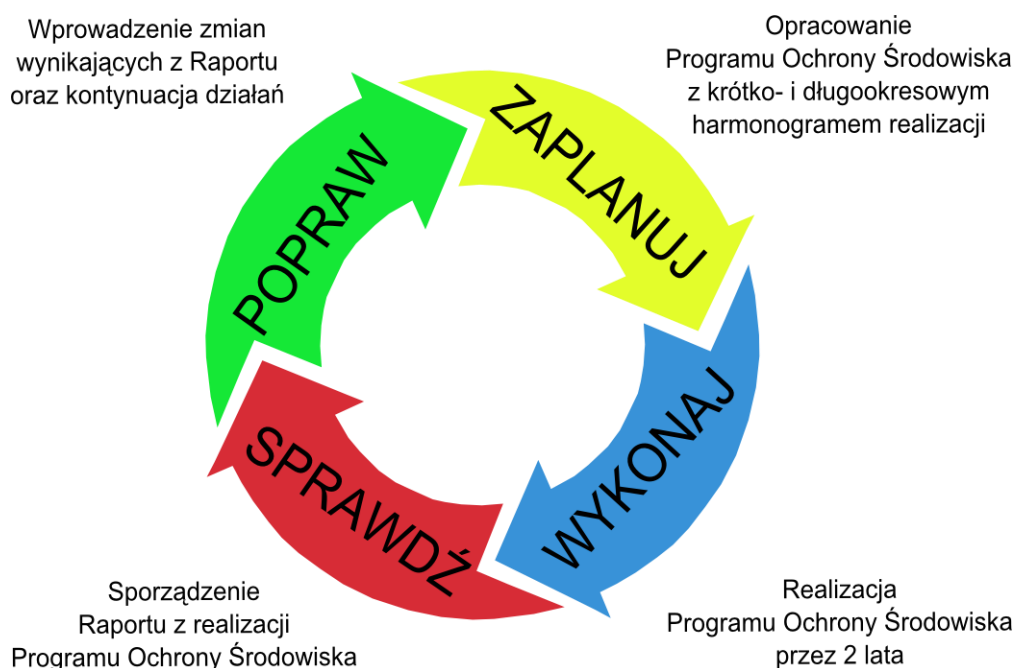 Wprowadzenie zmian
wynikających z Raportu
oraz kontynuacja działań
Opracowanie
Programu Ochrony Środowiska
z krótko- i długookresowym
harmonogramem realizacji
POPRAW
ZAPLANUJ
SPRAWDŹ
WYKONAJ
Sporządzenie
Raportu z realizacji
Programu Ochrony Środowiska
Realizacja
Programu Ochrony Środowiska
przez 2 lata